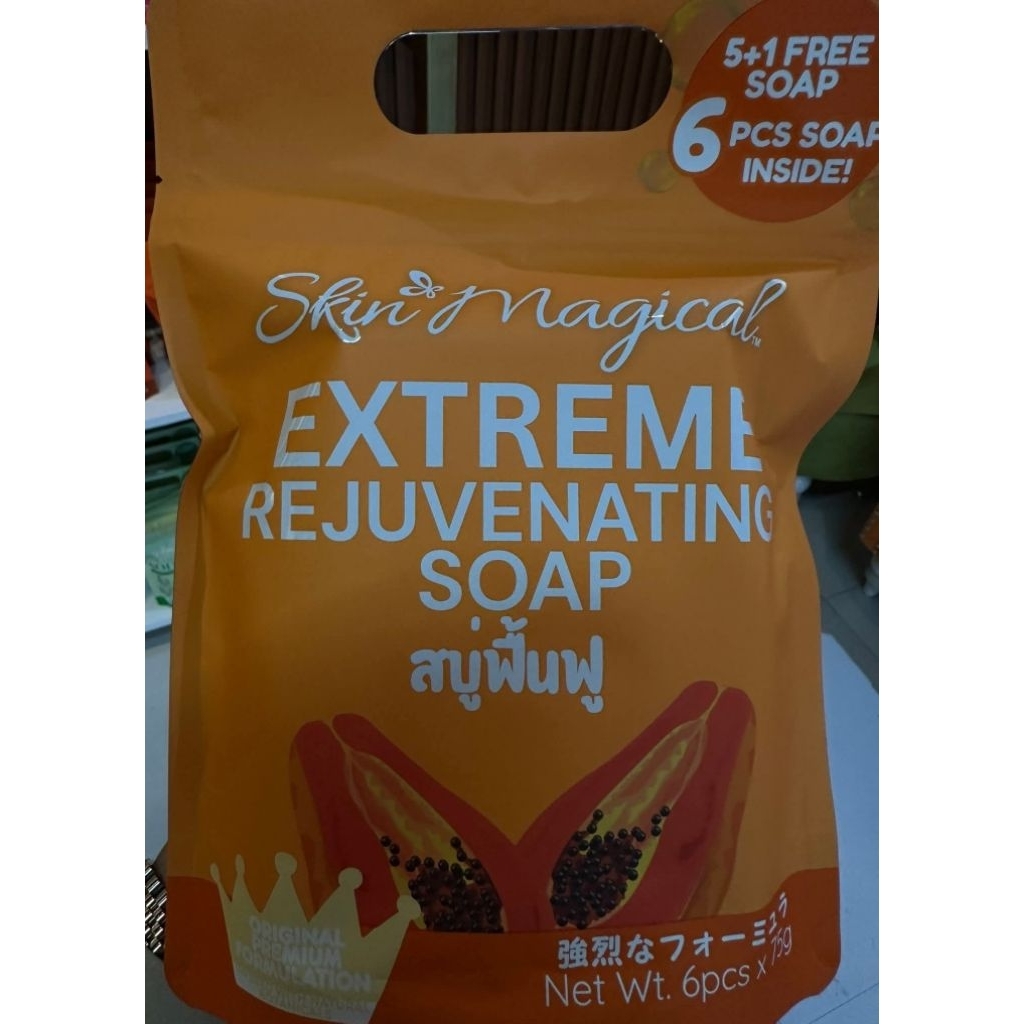 5+1 FREE
SOAP
6 PCS SOAP
INSIDE!
Skin Magical
TM
EXTREME
REJUVENATING
SOAP
สบู่ฟื้นฟู
ORIGINAL
PREMIUM
FORMULATION
強烈なフォーミュラ
Net Wt. 6pcs x 75g